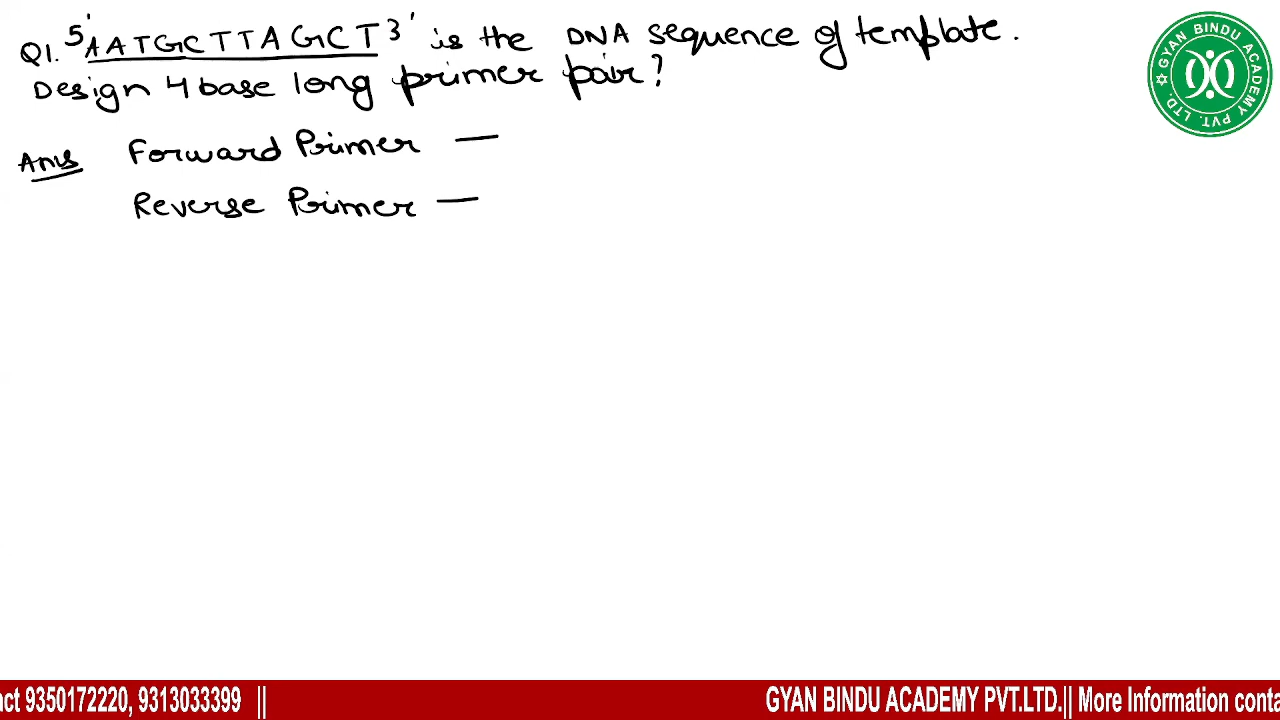 Q1. 5' AATGCTTAGCT 3' is the DNA sequence of template.
Design 4 base long primer pair?
Ans Forward Primer —
Reverse Primer —
GYAN BINDU ACADEMY PVT. LTD.
act 9350172220, 9313033399 || GYAN BINDU ACADEMY PVT.LTD.|| More Information conta